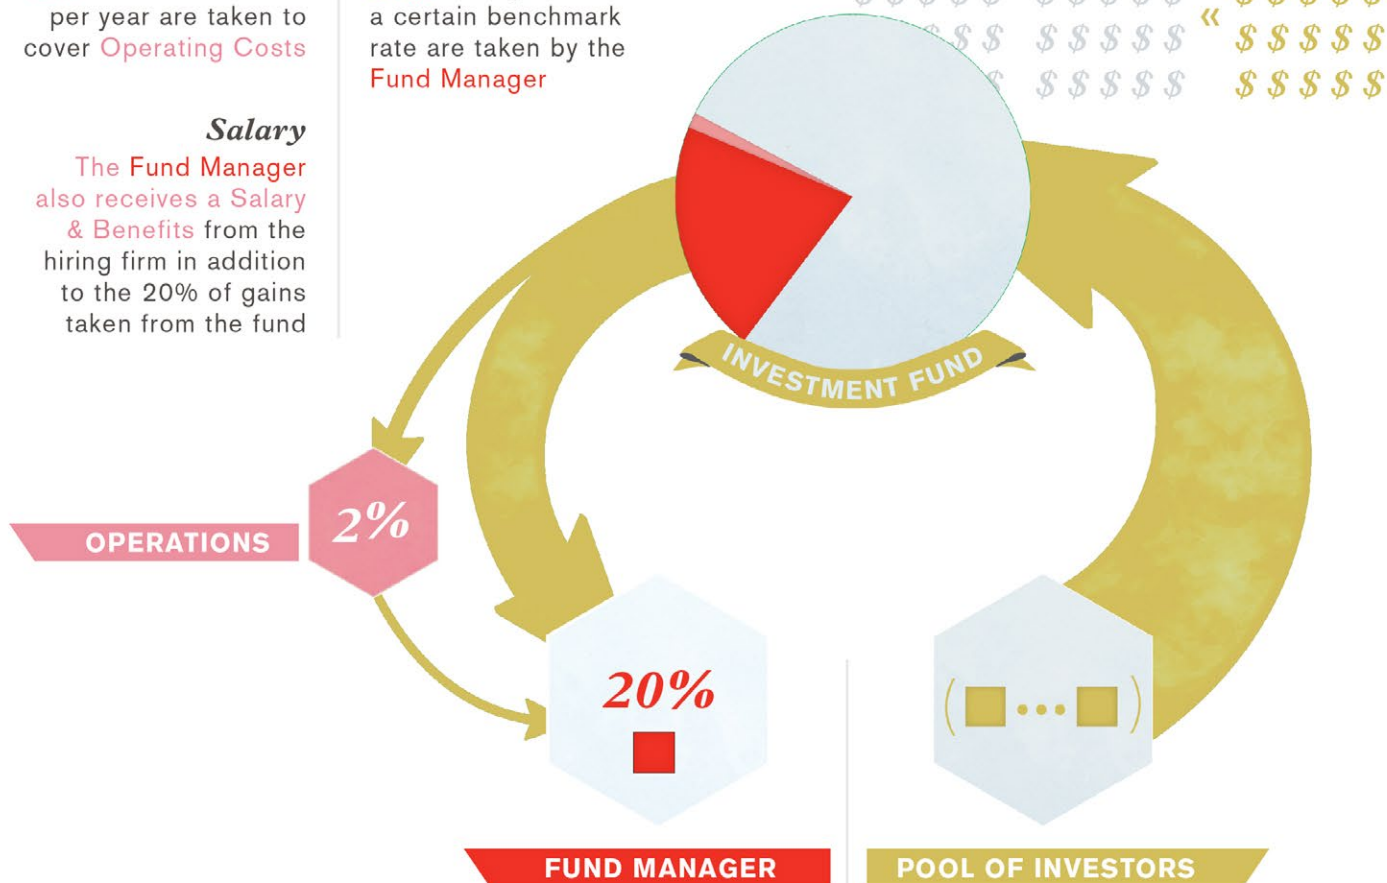 per year are taken to
cover Operating Costs
Salary
The Fund Manager
also receives a Salary
& Benefits from the
hiring firm in addition
to the 20% of gains
taken from the fund
a certain benchmark
rate are taken by the
Fund Manager
$ $ $ $ $ $ $ « $ $ $ $ $
$ $ $ $ $ $ $ $ $ $ $
INVESTMENT FUND
2%
OPERATIONS
20%
FUND MANAGER
POOL OF INVESTORS